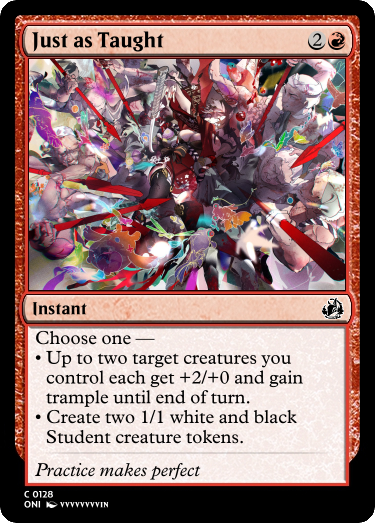 Just as Taught
2
Instant
Choose one —
• Up to two target creatures you
control each get +2/+0 and gain
trample until end of turn.
• Create two 1/1 white and black
Student creature tokens.
Practice makes perfect
C 0128
ONI VVVVVVVVIN